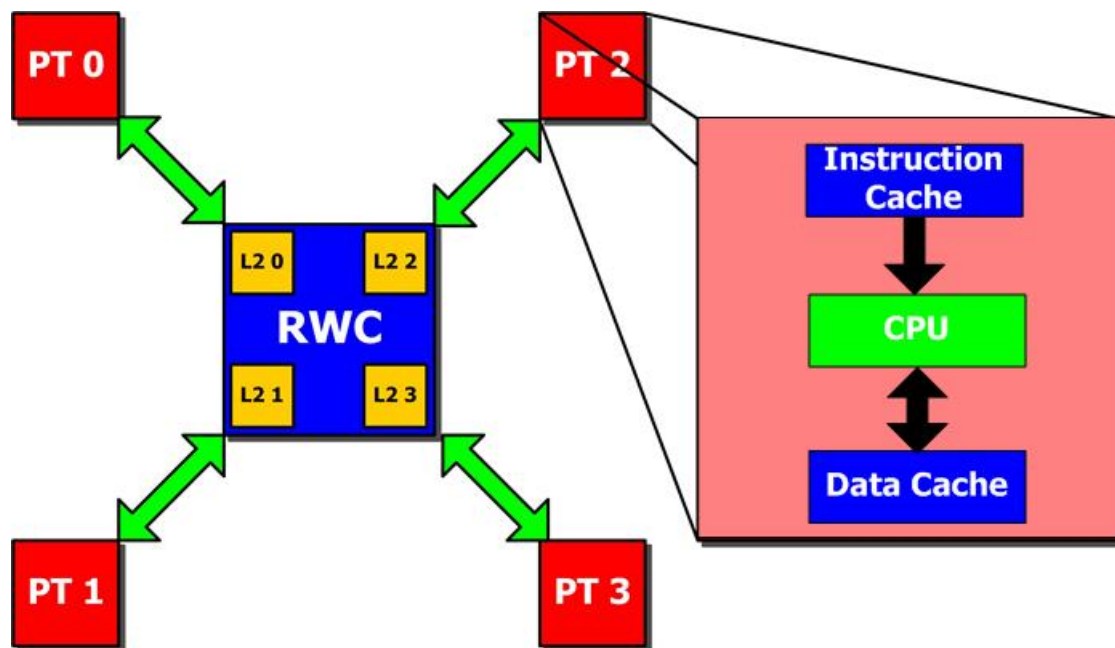 PT 0
PT 2
Instruction
Cache
L2 0
L2 2
RWC
CPU
L2 1
L2 3
Data Cache
PT 1
PT 3